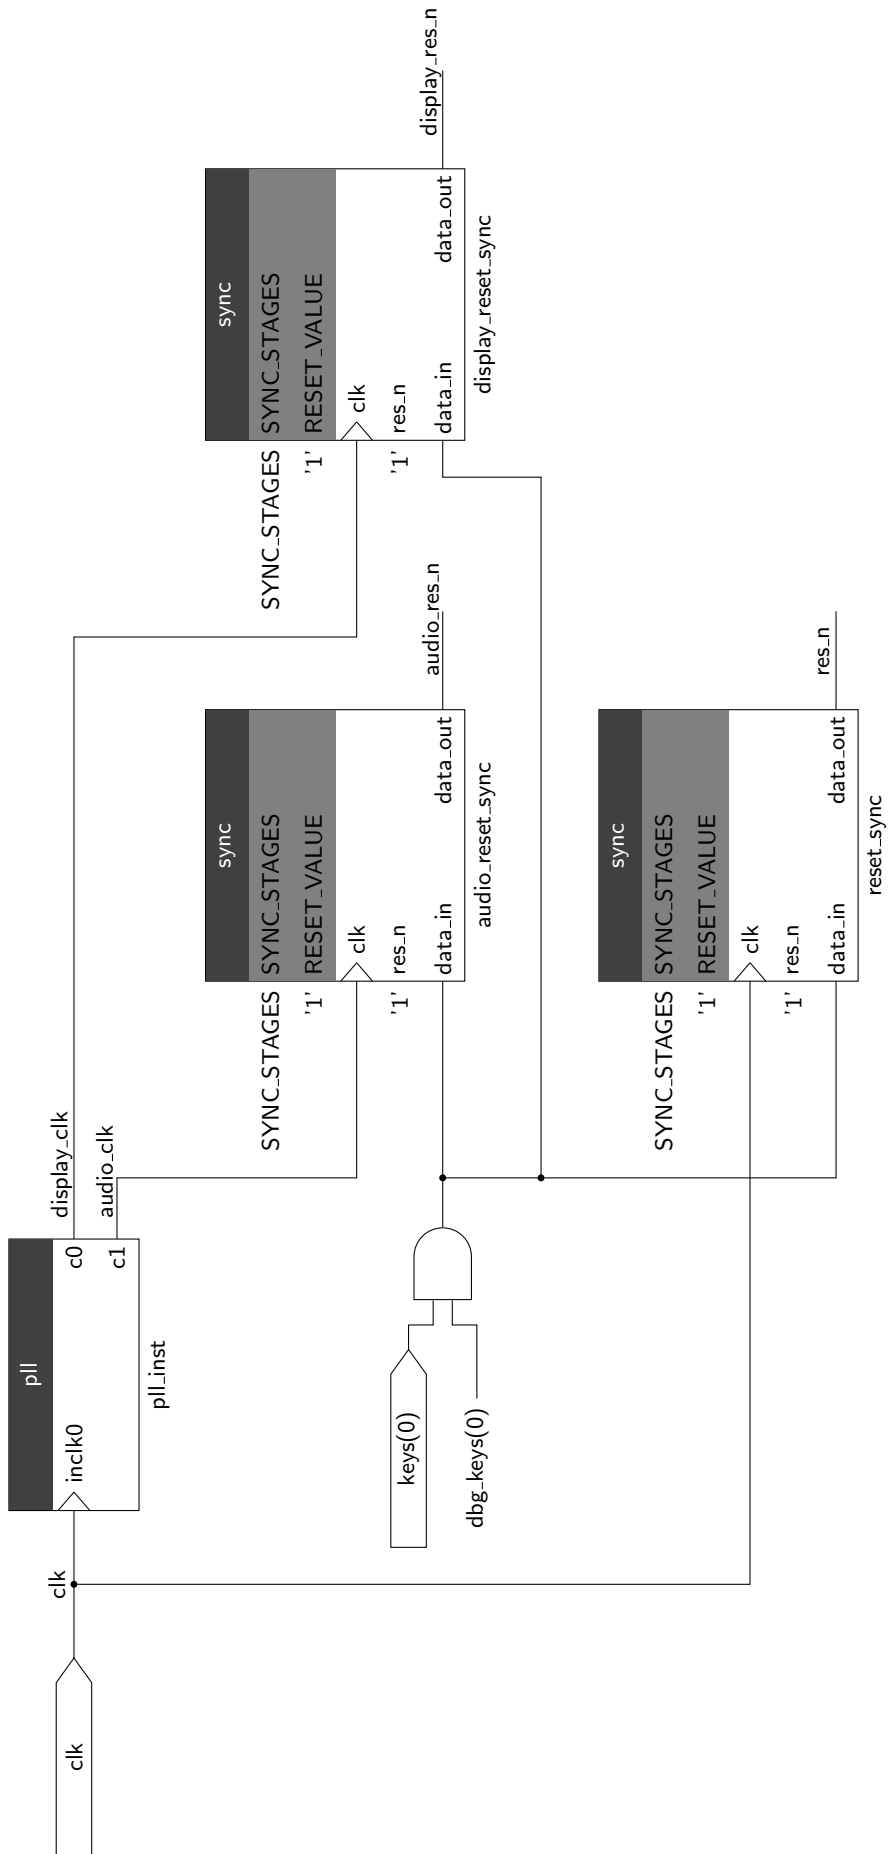 clk
clk
pll
inclk0
c0
c1
pll_inst
display_clk
audio_clk
keys(0)
dbg_keys(0)
sync
SYNC_STAGES SYNC_STAGES
'1' RESET_VALUE
clk
'1' res_n
data_in
data_out
audio_reset_sync
audio_res_n
sync
SYNC_STAGES SYNC_STAGES
'1' RESET_VALUE
clk
'1' res_n
data_in
data_out
display_reset_sync
display_res_n
sync
SYNC_STAGES SYNC_STAGES
'1' RESET_VALUE
clk
'1' res_n
data_in
data_out
reset_sync
res_n